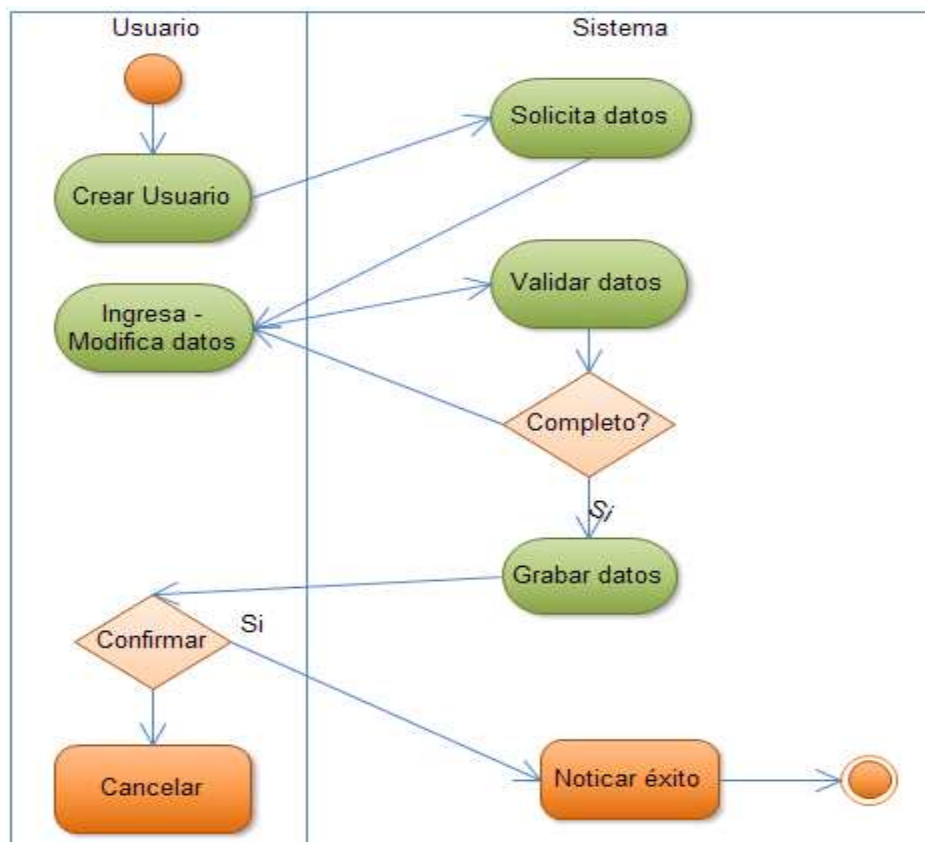 Usuario
Sistema
Solicita datos
Crear Usuario
Validar datos
Ingresa -
Modifica datos
Completo?
Si
Grabar datos
Confirmar
Si
Cancelar
Noticar éxito